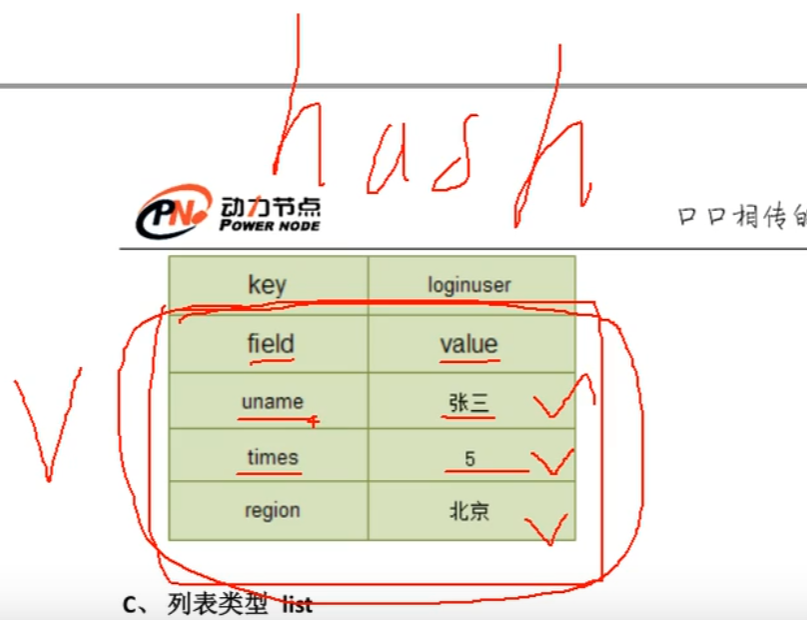 hash
PN 动力节点
POWER NODE
口口相传的
key loginuser
field value
uname 张三
times 5
region 北京
C、 列表类型 list